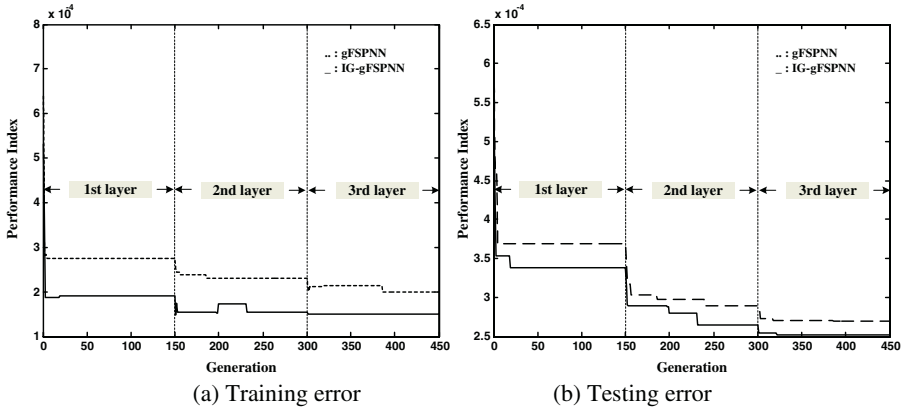 x 10⁻⁴
8
7
6
5
4
3
2
1
Performance Index
.. : gFSPNN
_ : IG-gFSPNN
1st layer
2nd layer
3rd layer
0 50 100 150 200 250 300 350 400 450
Generation
(a) Training error
x 10⁻⁴
6.5
6
5.5
5
4.5
4
3.5
3
2.5
Performance Index
.. : gFSPNN
_ : IG-gFSPNN
1st layer
2nd layer
3rd layer
0 50 100 150 200 250 300 350 400 450
Generation
(b) Testing error